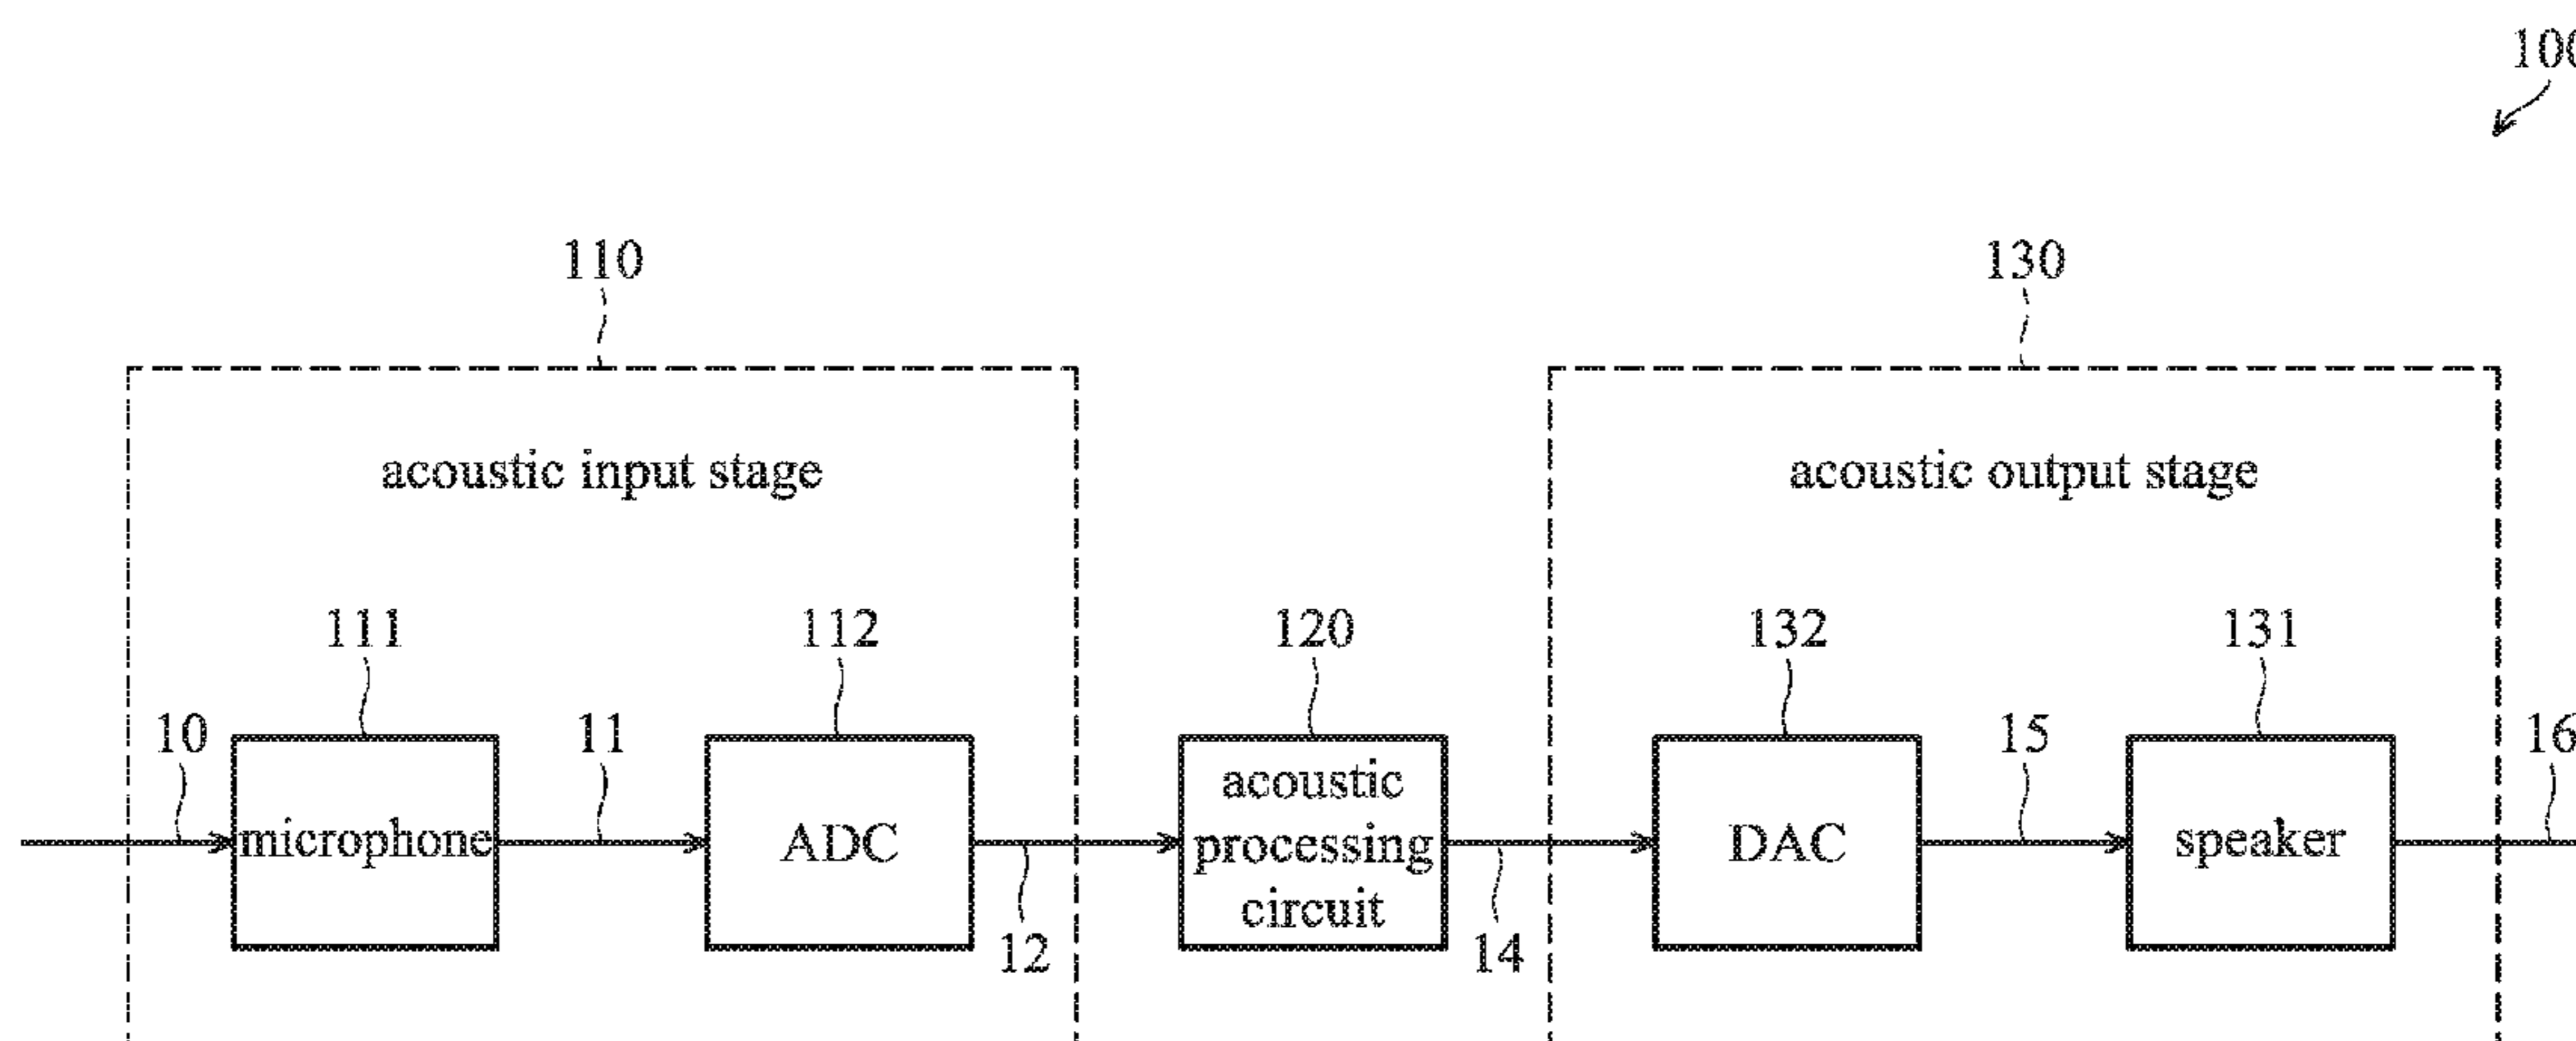 100
110
130
acoustic input stage
acoustic output stage
111
112
120
132
131
10
11
15
16
microphone
ADC
acoustic
processing
circuit
DAC
speaker
12
14